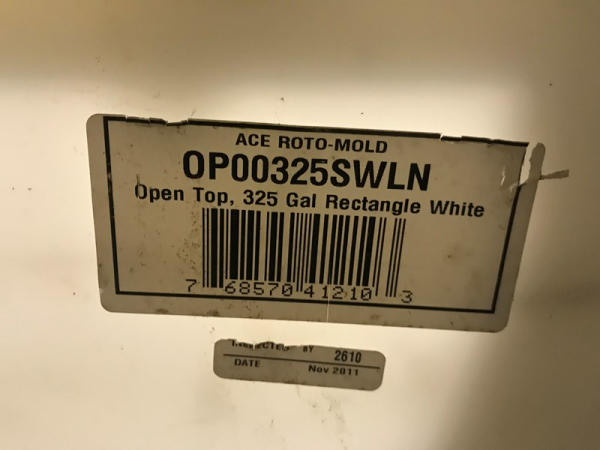 ACE ROTO-MOLD
OP00325SWLN
Open Top, 325 Gal Rectangle White
7 68570 41210 3
INSPECTED BY 2610
DATE Nov 2011